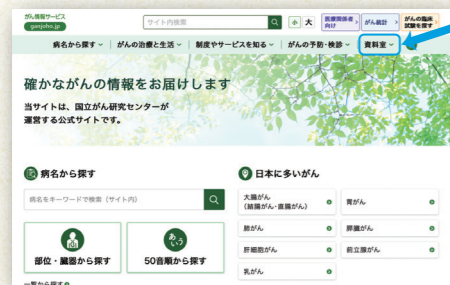 がん情報サービス
ganjoho.jp
サイト内検索
小 大
医療関係者向け
がん統計
がんの臨床試験を探す
病名から探す
がんの治療と生活
制度やサービスを知る
がんの予防・検診
資料室
確かながんの情報をお届けします
当サイトは、国立がん研究センターが
運営する公式サイトです。
病名から探す
病名をキーワードで検索（サイト内）
部位・臓器から探す
あ,い,う
50音順から探す
一覧から探す
日本に多いがん
大腸がん
（結腸がん・直腸がん）
胃がん
肺がん
膵臓がん
肝細胞がん
前立腺がん
乳がん